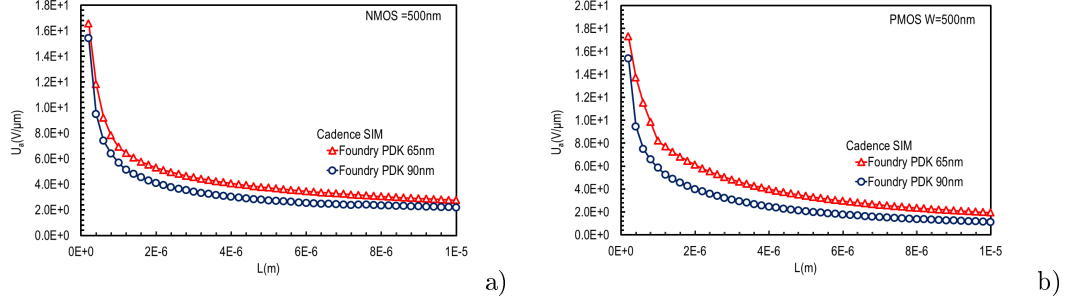 1.8E+1
1.6E+1
1.4E+1
1.2E+1
1.0E+1
8.0E+0
6.0E+0
4.0E+0
2.0E+0
0.0E+0
Ua(V/μm)
NMOS =500nm
Cadence SIM
Foundry PDK 65nm
Foundry PDK 90nm
0E+0 2E-6 4E-6 6E-6 8E-6 1E-5
L(m)
a)
2.0E+1
1.8E+1
1.6E+1
1.4E+1
1.2E+1
1.0E+1
8.0E+0
6.0E+0
4.0E+0
2.0E+0
0.0E+0
Ua(V/μm)
PMOS W=500nm
Cadence SIM
Foundry PDK 65nm
Foundry PDK 90nm
0E+0 2E-6 4E-6 6E-6 8E-6 1E-5
L(m)
b)